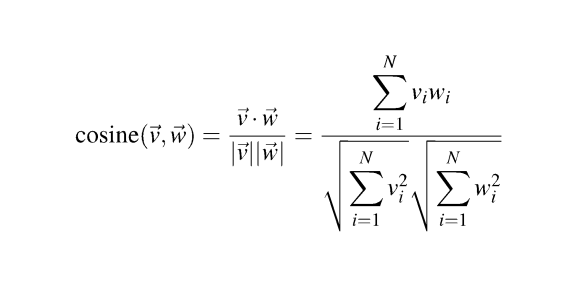 cosine(v⃗, w⃗) = v⃗ · w⃗ / |v⃗||w⃗| = ∑_{i=1}^{N} v_i w_i / √(∑_{i=1}^{N} v_i^2) √(∑_{i=1}^{N} w_i^2)